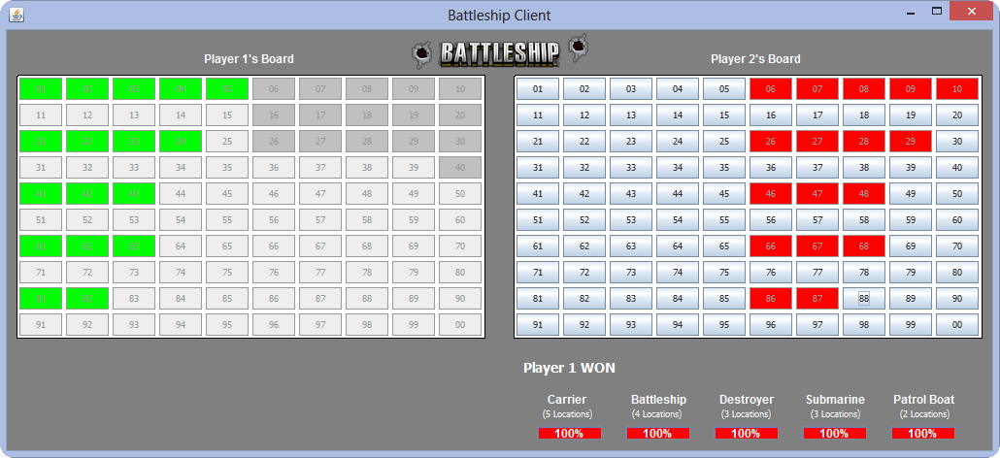 Battleship Client
BATTLESHIP
Player 1's Board
Player 2's Board
01 02 03 04 05 06 07 08 09 10
11 12 13 14 15 16 17 18 19 20
21 22 23 24 25 26 27 28 29 30
31 32 33 34 35 36 37 38 39 40
41 42 43 44 45 46 47 48 49 50
51 52 53 54 55 56 57 58 59 60
61 62 63 64 65 66 67 68 69 70
71 72 73 74 75 76 77 78 79 80
81 82 83 84 85 86 87 88 89 90
91 92 93 94 95 96 97 98 99 00
01 02 03 04 05 06 07 08 09 10
11 12 13 14 15 16 17 18 19 20
21 22 23 24 25 26 27 28 29 30
31 32 33 34 35 36 37 38 39 40
41 42 43 44 45 46 47 48 49 50
51 52 53 54 55 56 57 58 59 60
61 62 63 64 65 66 67 68 69 70
71 72 73 74 75 76 77 78 79 80
81 82 83 84 85 86 87 88 89 90
91 92 93 94 95 96 97 98 99 00
Player 1 WON
Carrier Battleship Destroyer Submarine Patrol Boat
(5 Locations) (4 Locations) (3 Locations) (3 Locations) (2 Locations)
100% 100% 100% 100% 100%